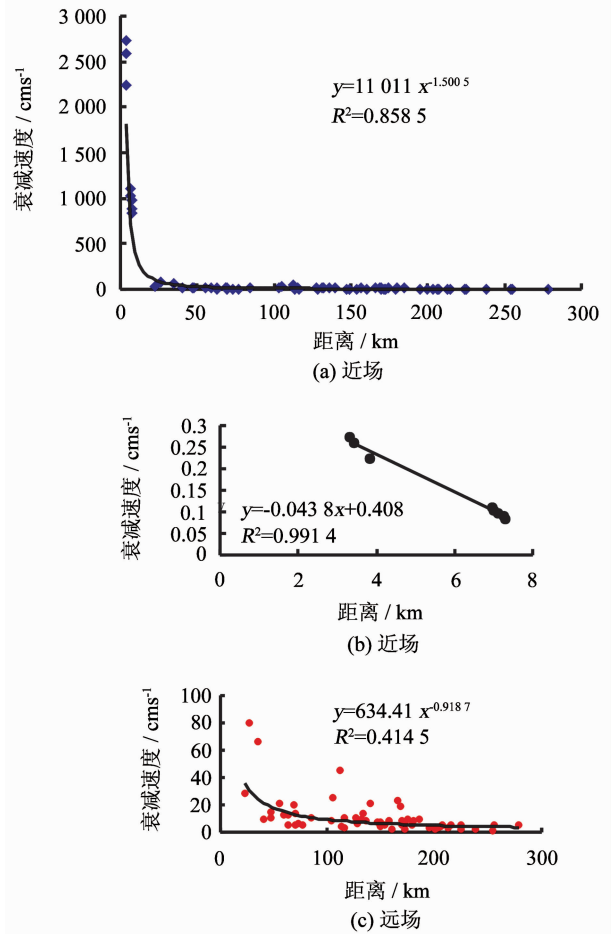 3 000
2 500
2 000
1 500
1 000
500
0
衰减速度 / cms⁻¹
y=11 011 x⁻¹·⁵⁰⁰ ⁵
R²=0.858 5
0 50 100 150 200 250 300
距离 / km
(a) 近场
0.3
0.25
0.2
0.15
0.1
0.05
0
衰减速度 / cms⁻¹
y=-0.043 8x+0.408
R²=0.991 4
0 2 4 6 8
距离 / km
(b) 近场
100
80
60
40
20
0
衰减速度 / cms⁻¹
y=634.41 x⁻⁰·⁹¹⁸ ⁷
R²=0.414 5
0 100 200 300
距离 / km
(c) 远场